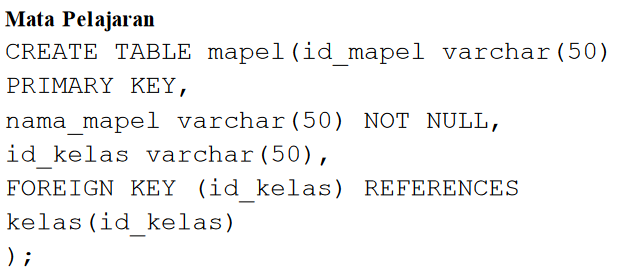 Mata Pelajaran
CREATE TABLE mapel(id_mapel varchar(50)
PRIMARY KEY,
nama_mapel varchar(50) NOT NULL,
id_kelas varchar(50),
FOREIGN KEY (id_kelas) REFERENCES
kelas(id_kelas)
);